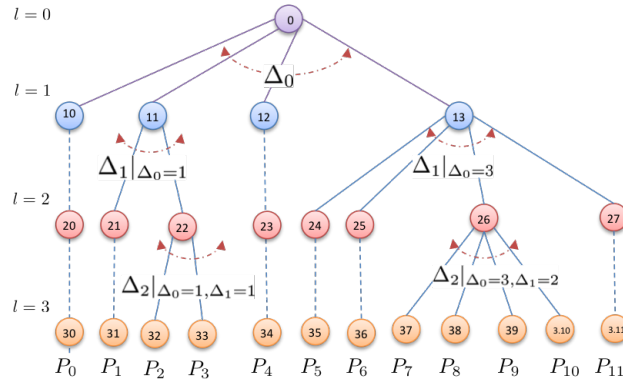 l = 0
0
Δ₀
l = 1
10 11 12 13
Δ₁|Δ₀=1 Δ₁|Δ₀=3
l = 2
20 21 22 23 24 25 26 27
Δ₂|Δ₀=1,Δ₁=1 Δ₂|Δ₀=3,Δ₁=2
l = 3
30 31 32 33 34 35 36 37 38 39 3.10 3.11
P₀ P₁ P₂ P₃ P₄ P₅ P₆ P₇ P₈ P₉ P₁₀ P₁₁